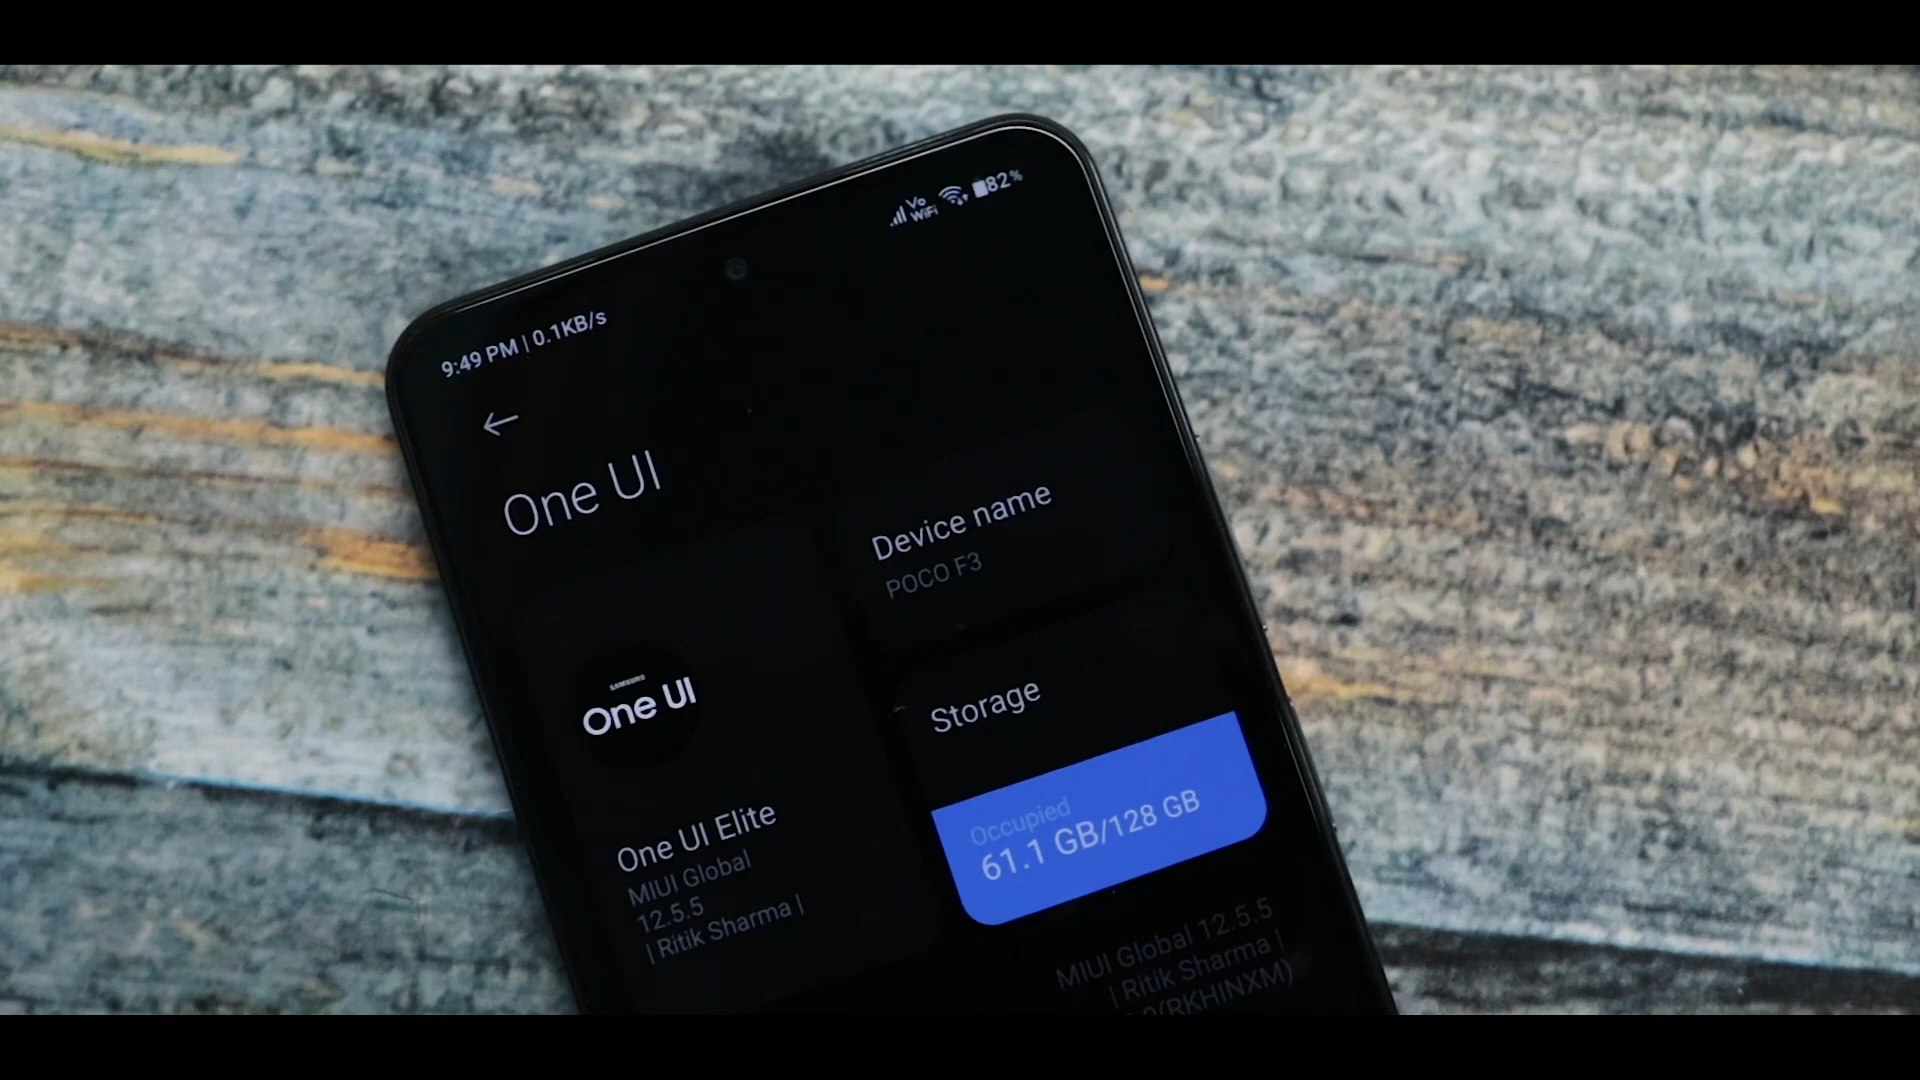 9:49 PM | 0.1KB/s
Vo
WiFi
82%
One UI
Device name
POCO F3
SAMSUNG
One UI
Storage
Occupied
61.1 GB/128 GB
One UI Elite
MIUI Global
12.5.5
| Ritik Sharma |
MIUI Global 12.5.5
| Ritik Sharma |
(RKHINXM)